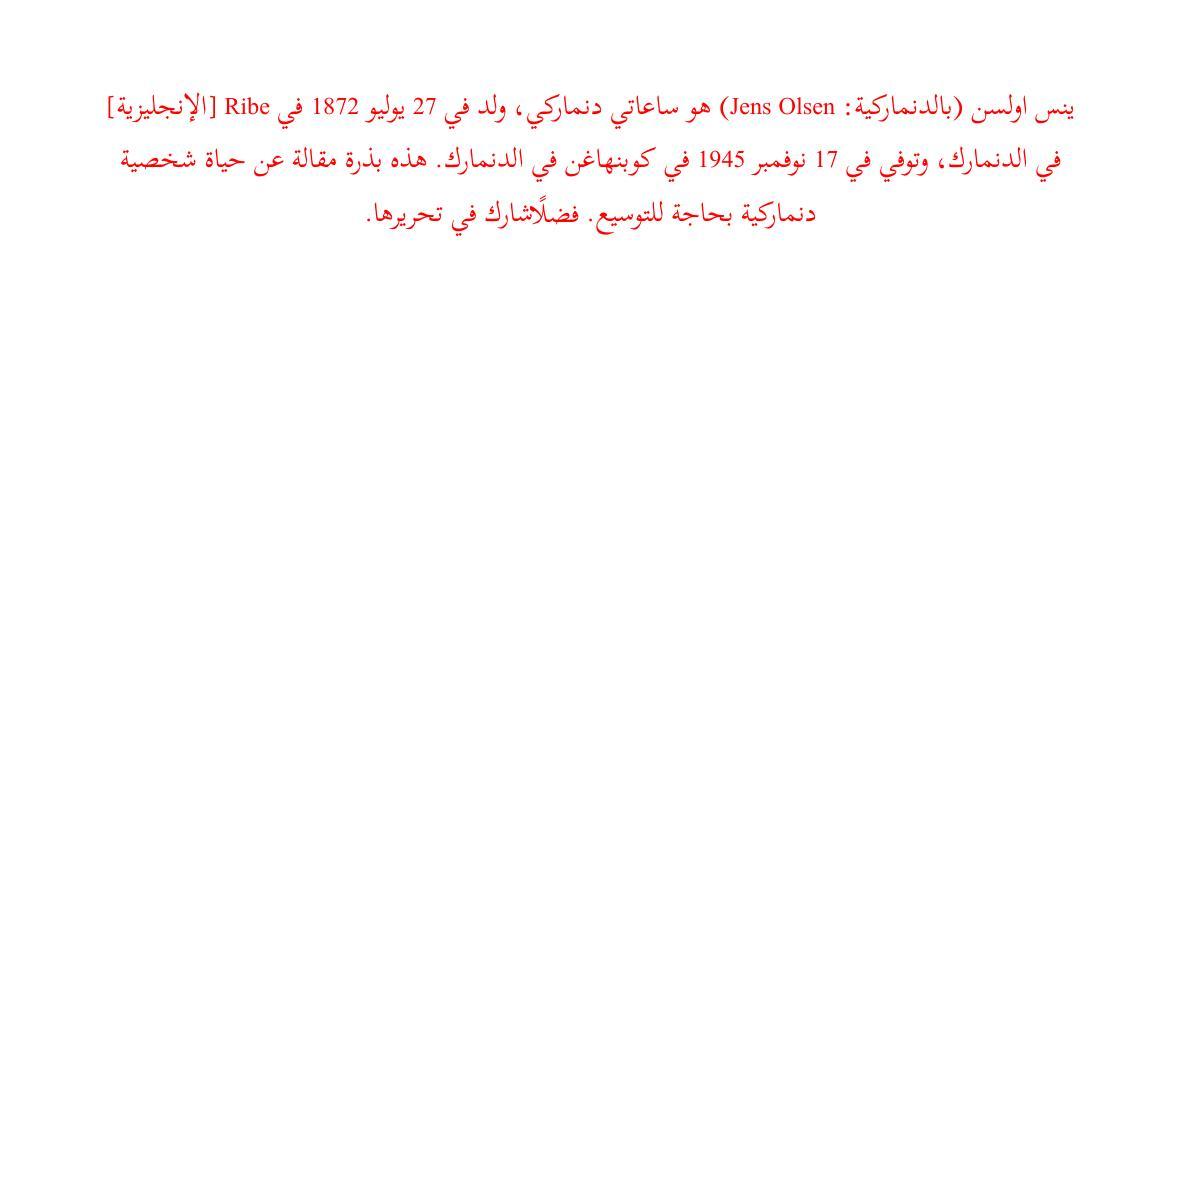 ينس اولسن (بالدنماركية: Jens Olsen) هو ساعاتي دنماركي، ولد في 27 يوليو 1872 في Ribe [الإنجليزية]
في الدنمارك، وتوفي في 17 نوفمبر 1945 في كوبنهاغن في الدنمارك. هذه بذرة مقالة عن حياة شخصية
دنماركية بحاجة للتوسيع. فضلًاشارك في تحريرها.